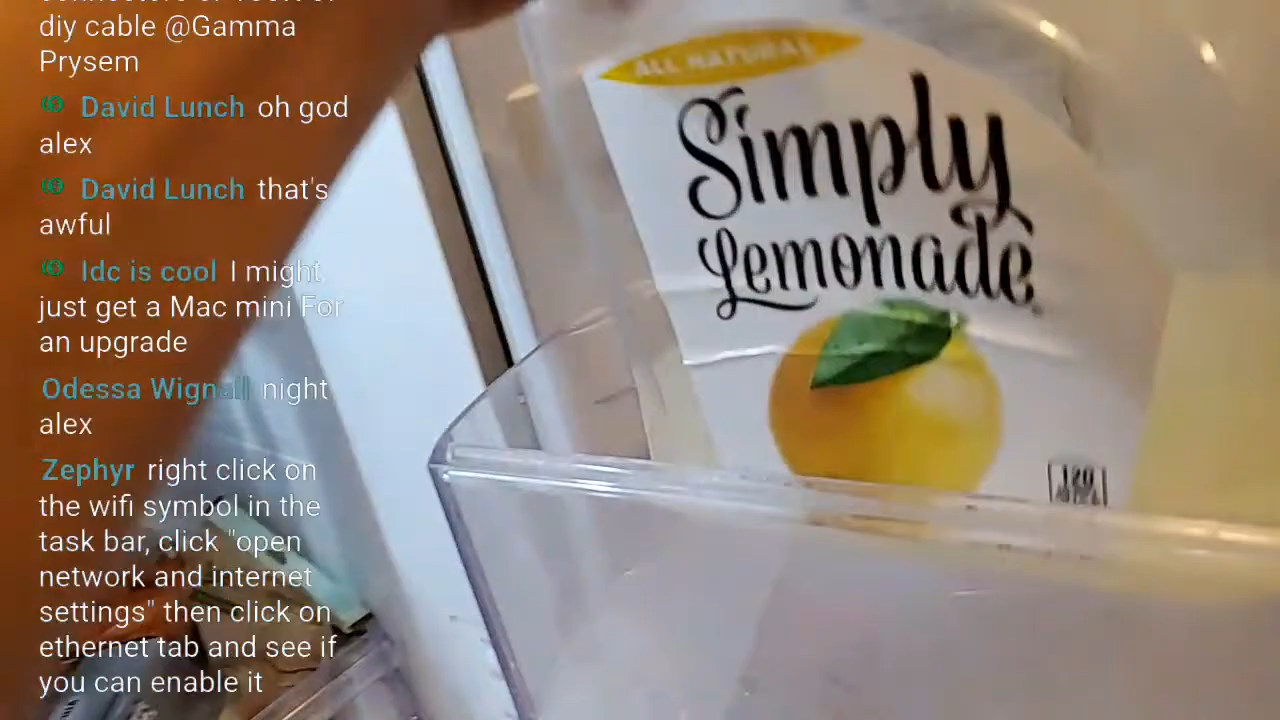 diy cable @Gamma
Prysem
David Lunch oh god
alex
David Lunch that's
awful
Idc is cool I might
just get a Mac mini For
an upgrade
Odessa Wignall night
alex
Zephyr right click on
the wifi symbol in the
task bar, click "open
network and internet
settings" then click on
ethernet tab and see if
you can enable it
ALL NATURAL
Simply
Lemonade
120